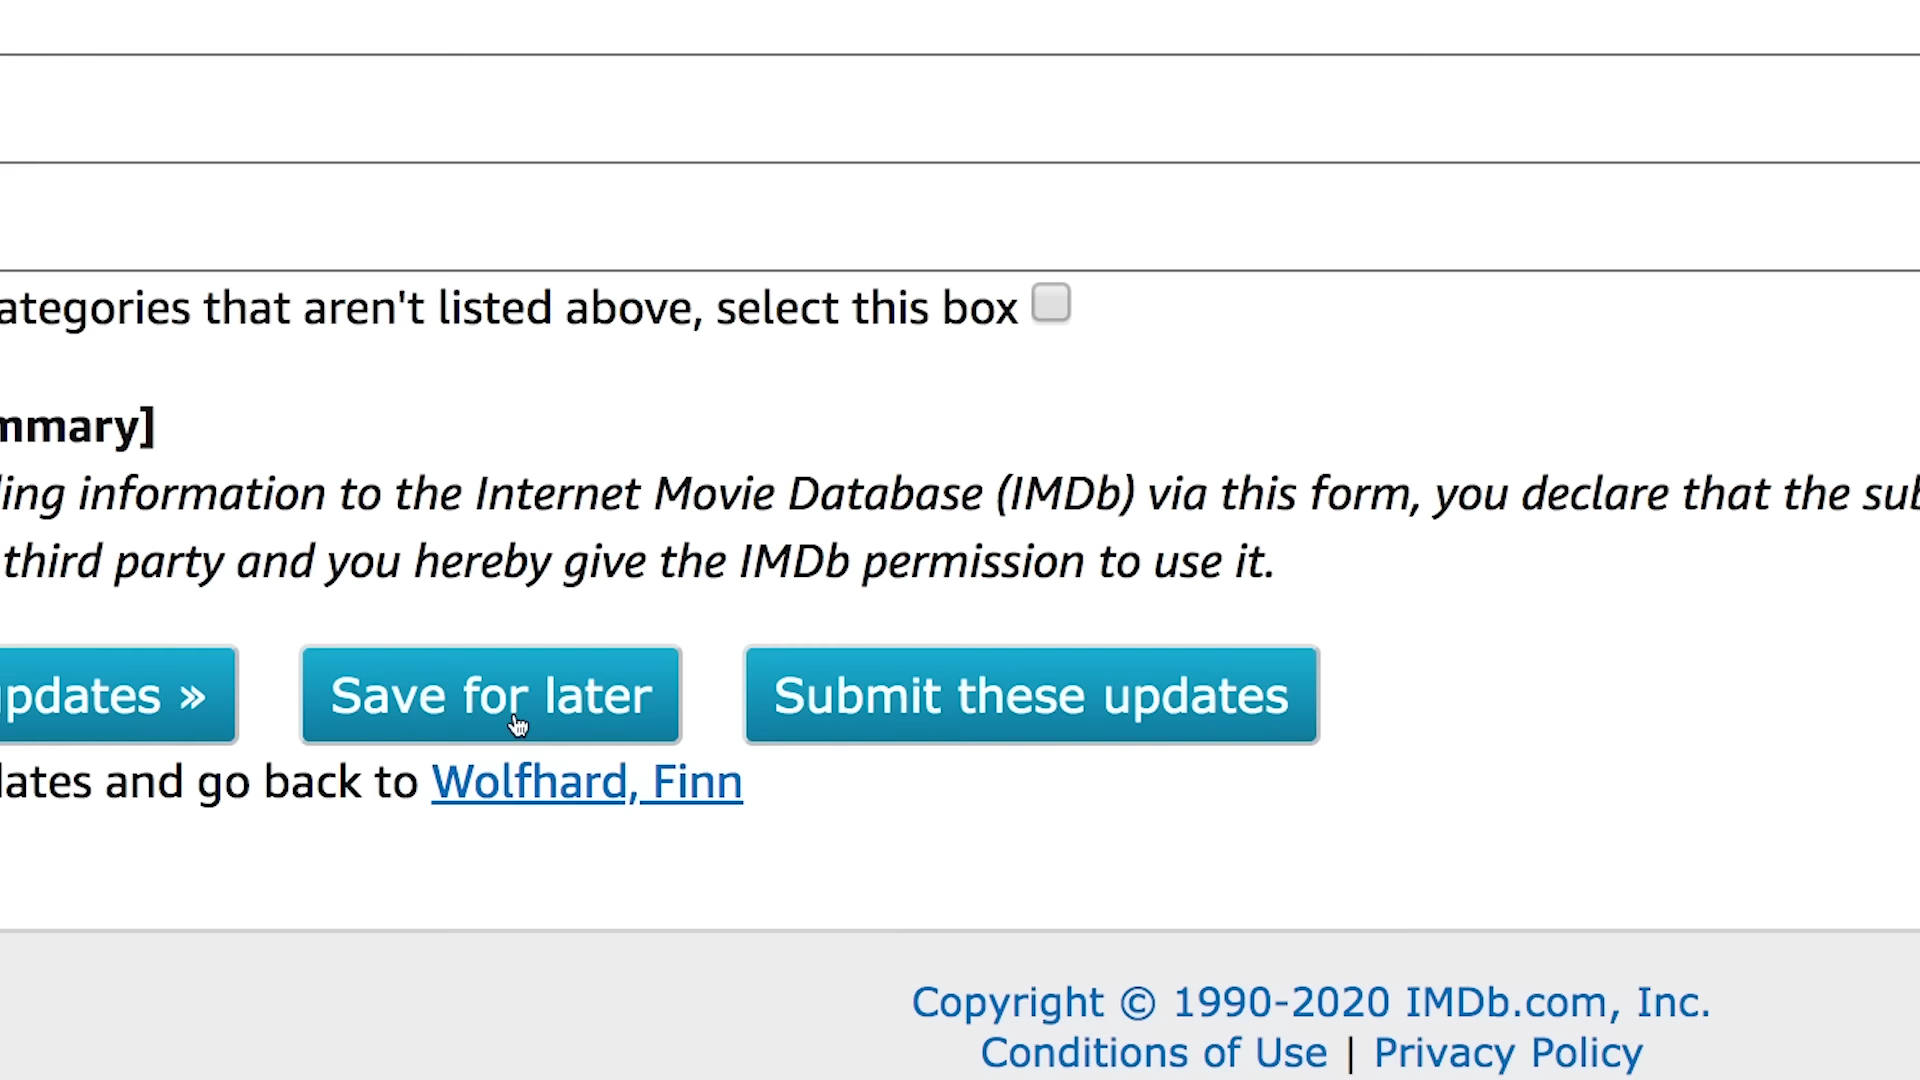 ategories that aren't listed above, select this box
mmary]
ing information to the Internet Movie Database (IMDb) via this form, you declare that the sub
third party and you hereby give the IMDb permission to use it.
pdates »
Save for later
Submit these updates
lates and go back to Wolfhard, Finn
Copyright © 1990-2020 IMDb.com, Inc.
Conditions of Use | Privacy Policy